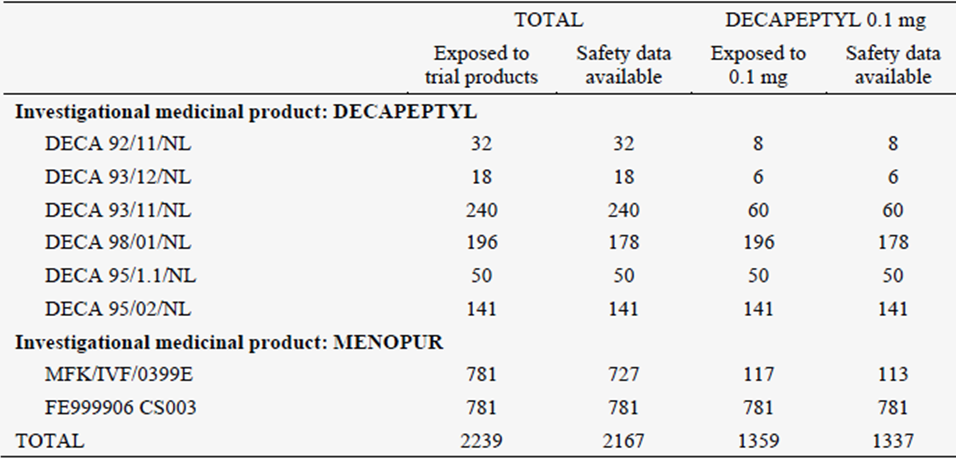 TOTAL DECAPEPTYL 0.1 mg
Exposed to Safety data Exposed to Safety data
trial products available 0.1 mg available
Investigational medicinal product: DECAPEPTYL
DECA 92/11/NL 32 32 8 8
DECA 93/12/NL 18 18 6 6
DECA 93/11/NL 240 240 60 60
DECA 98/01/NL 196 178 196 178
DECA 95/1.1/NL 50 50 50 50
DECA 95/02/NL 141 141 141 141
Investigational medicinal product: MENOPUR
MFK/IVF/0399E 781 727 117 113
FE999906 CS003 781 781 781 781
TOTAL 2239 2167 1359 1337